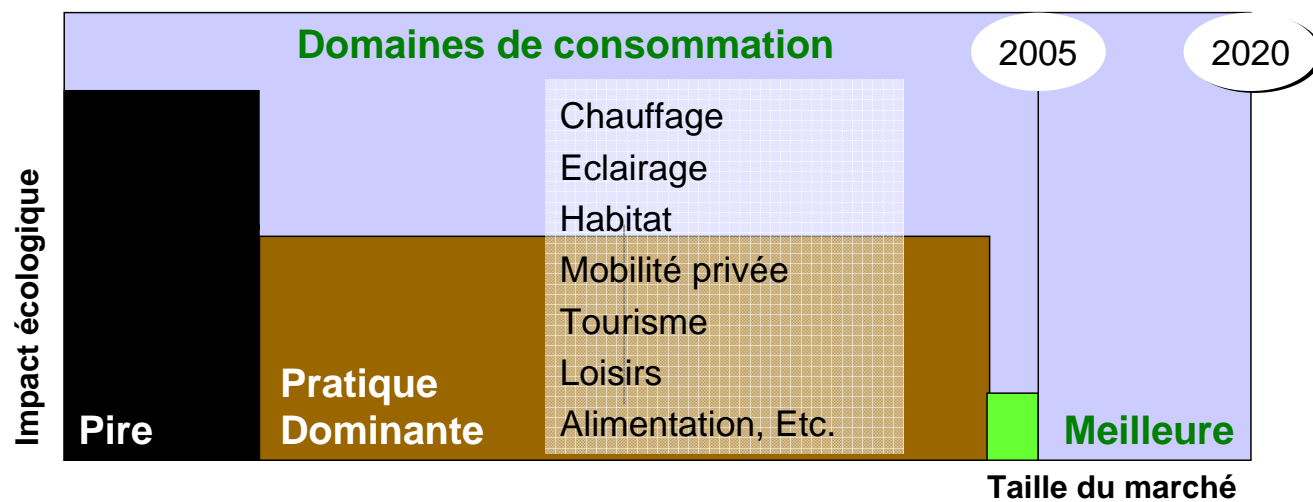 Domaines de consommation
2005
2020
Chauffage
Eclairage
Habitat
Mobilité privée
Tourisme
Loisirs
Alimentation, Etc.
Impact écologique
Pire
Pratique
Dominante
Meilleure
Taille du marché